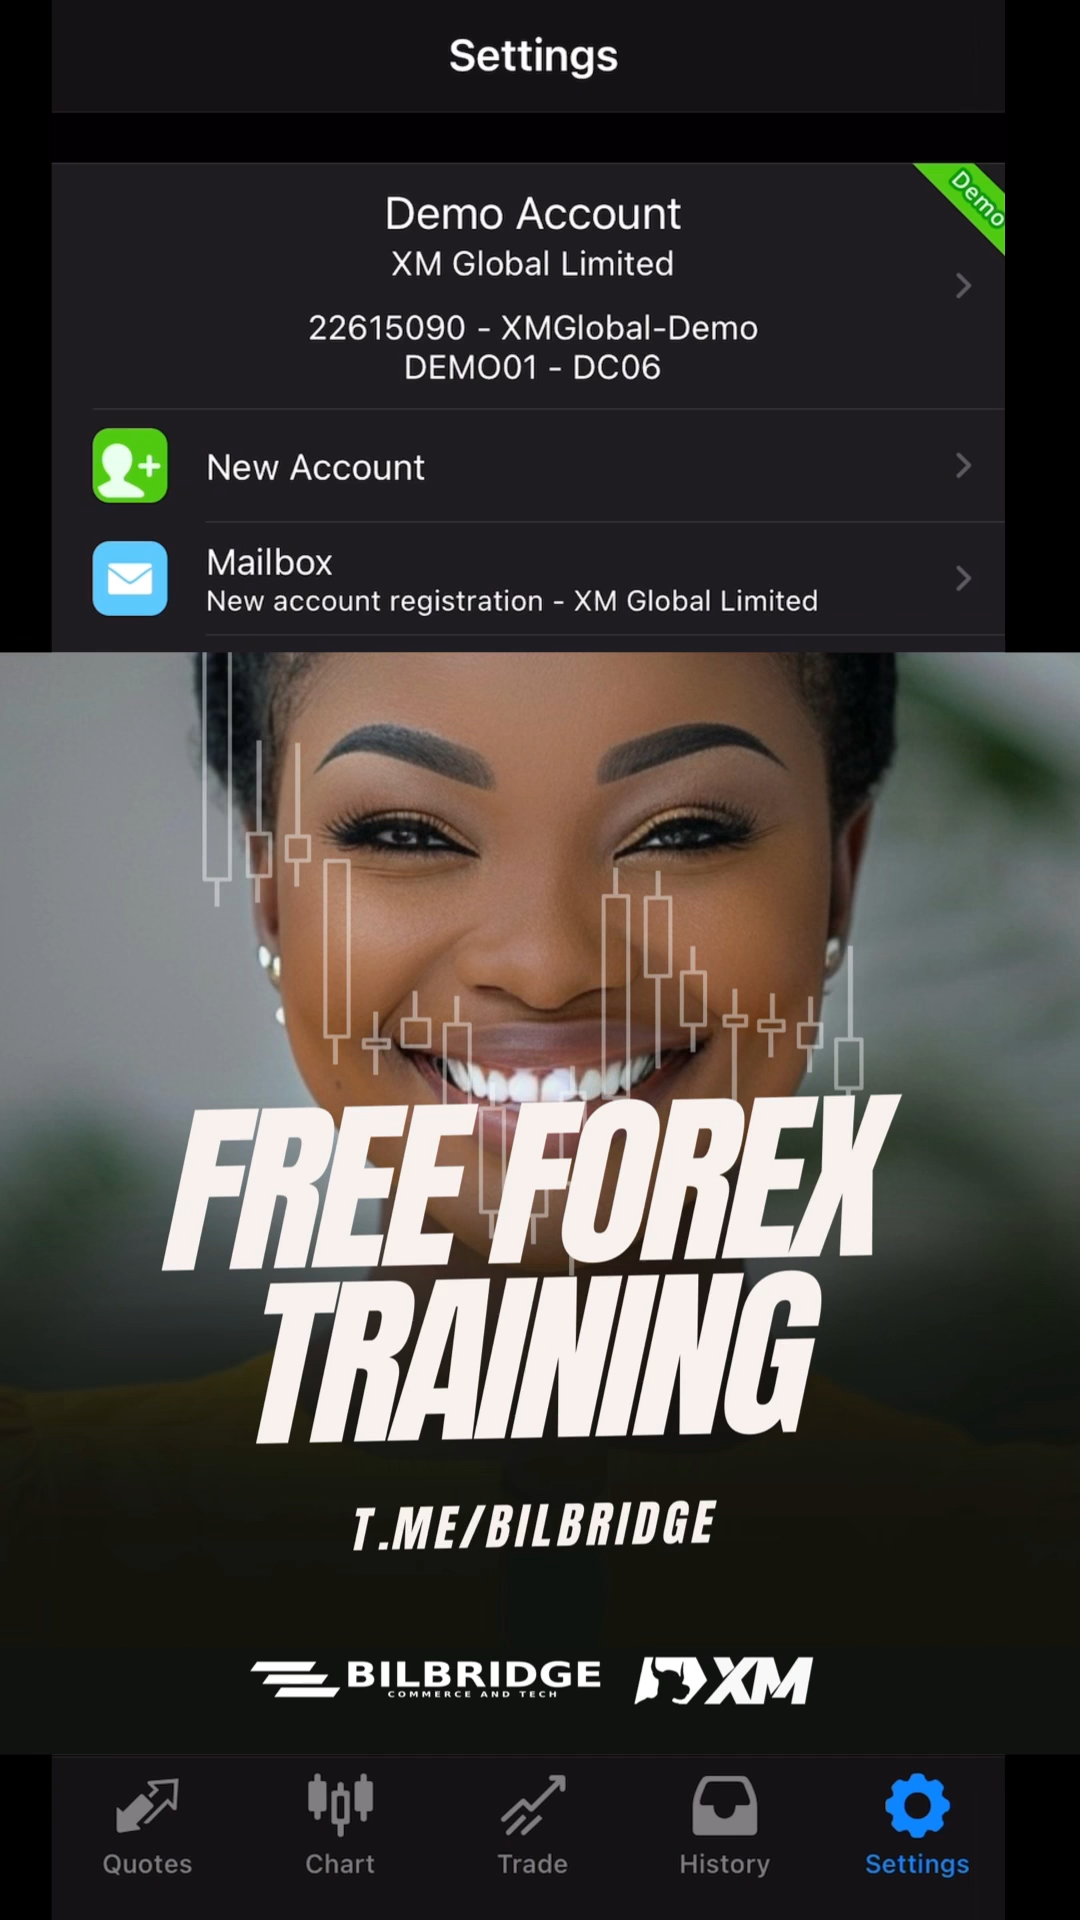 Settings
Demo
Demo Account
XM Global Limited
22615090 - XMGlobal-Demo
DEMO01 - DC06
New Account
Mailbox
New account registration - XM Global Limited
FREE FOREX
TRAINING
T.ME/BILBRIDGE
BILBRIDGE
COMMERCE AND TECH
XM
Quotes
Chart
Trade
History
Settings